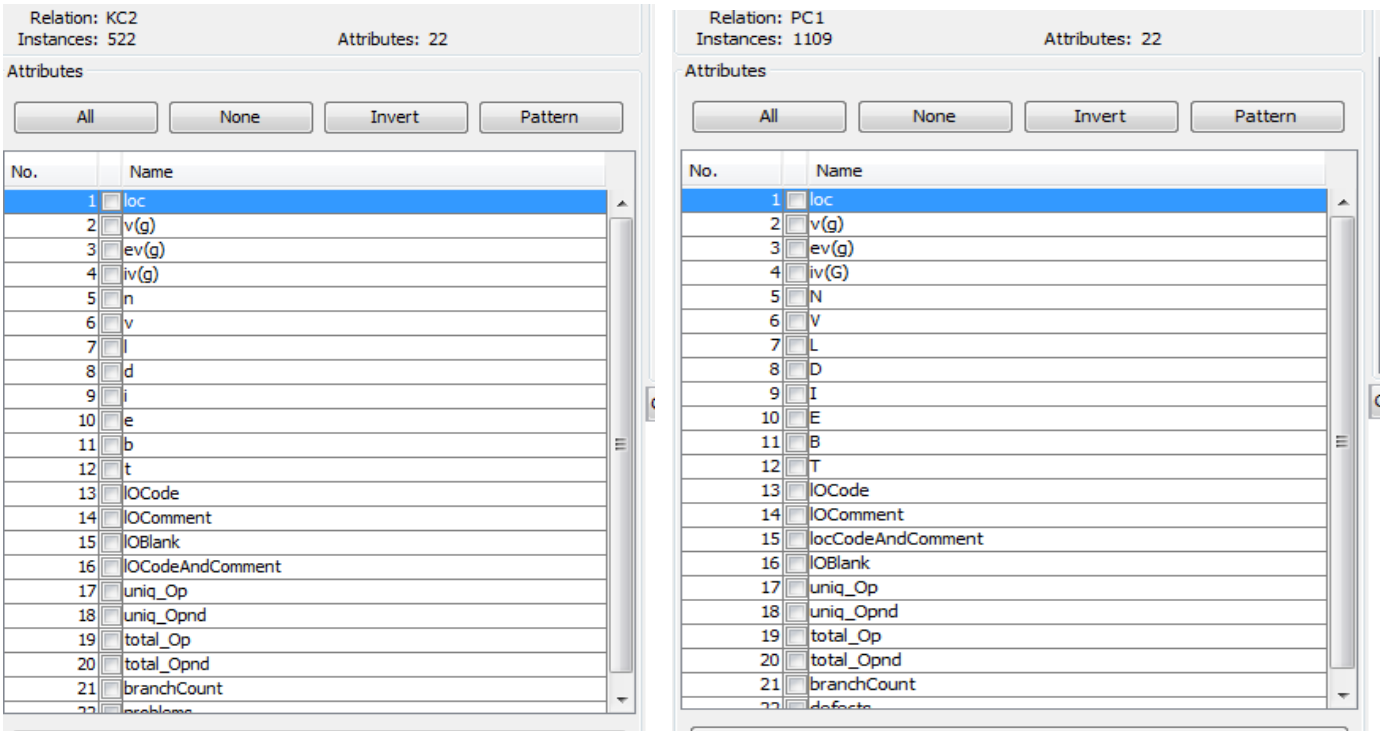 Relation: KC2
Instances: 522 Attributes: 22
Attributes
All None Invert Pattern
No. Name
1 loc
2 v(g)
3 ev(g)
4 iv(g)
5 n
6 v
7 l
8 d
9 i
10 e
11 b
12 t
13 lOCode
14 lOComment
15 lOBlank
16 lOCodeAndComment
17 uniq_Op
18 uniq_Opnd
19 total_Op
20 total_Opnd
21 branchCount
22 problems
Relation: PC1
Instances: 1109 Attributes: 22
Attributes
All None Invert Pattern
No. Name
1 loc
2 v(g)
3 ev(g)
4 iv(G)
5 N
6 V
7 L
8 D
9 I
10 E
11 B
12 T
13 lOCode
14 lOComment
15 locCodeAndComment
16 lOBlank
17 uniq_Op
18 uniq_Opnd
19 total_Op
20 total_Opnd
21 branchCount
22 defects